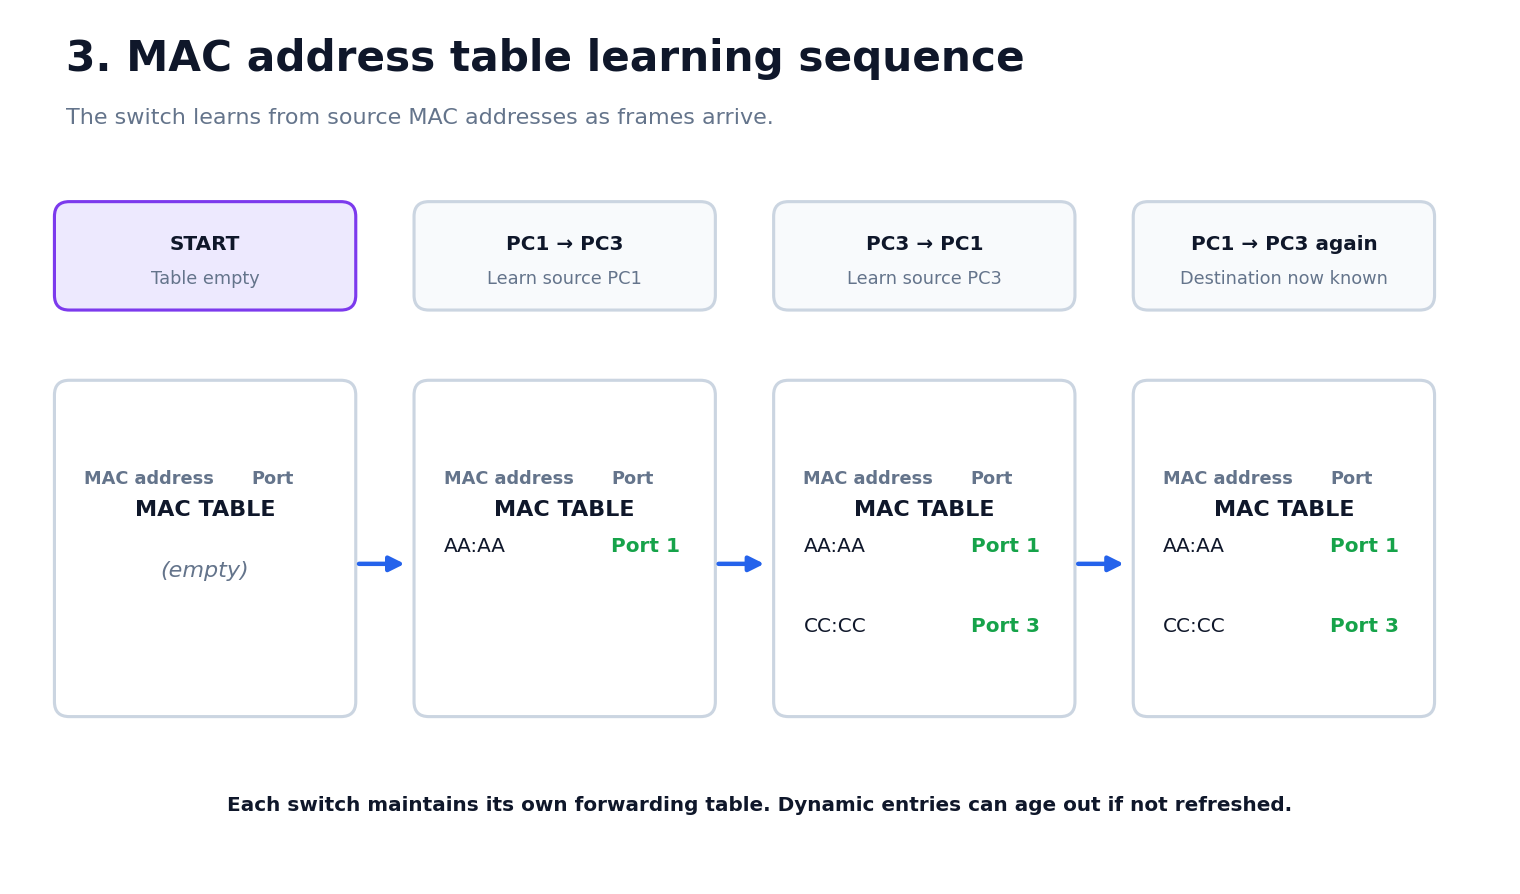 3. MAC address table learning sequence
The switch learns from source MAC addresses as frames arrive.
START
Table empty
PC1 → PC3
Learn source PC1
PC3 → PC1
Learn source PC3
PC1 → PC3 again
Destination now known
MAC address Port
MAC TABLE
(empty)
MAC address Port
MAC TABLE
AA:AA Port 1
MAC address Port
MAC TABLE
AA:AA Port 1
CC:CC Port 3
MAC address Port
MAC TABLE
AA:AA Port 1
CC:CC Port 3
Each switch maintains its own forwarding table. Dynamic entries can age out if not refreshed.